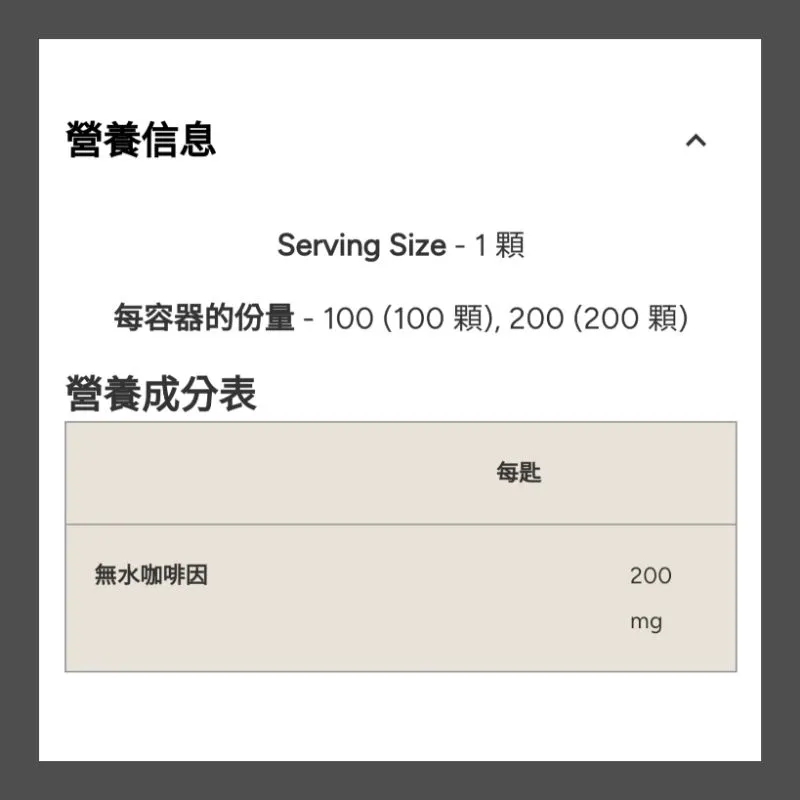 營養信息
Serving Size - 1 顆
每容器的份量 - 100 (100 顆), 200 (200 顆)
營養成分表
每匙
無水咖啡因 200
mg